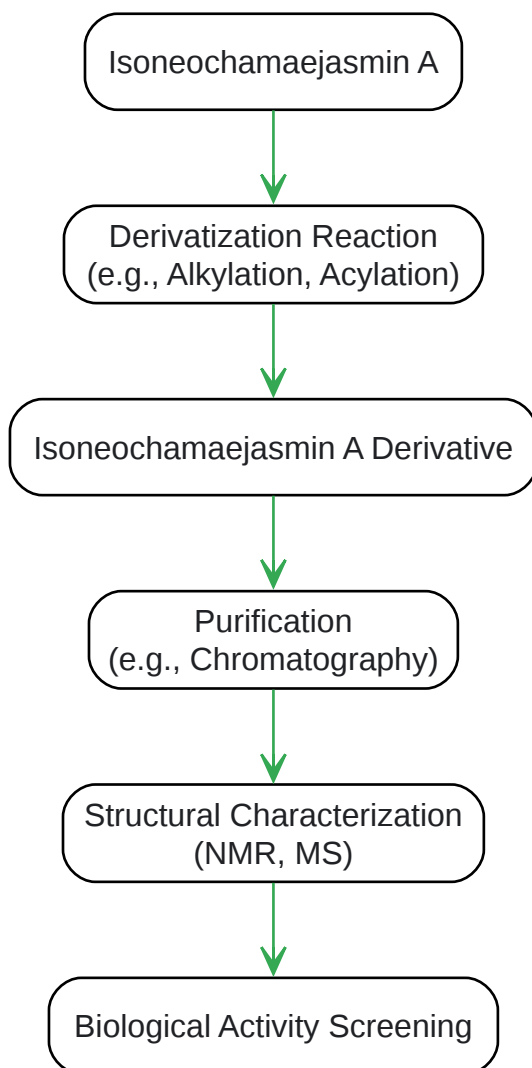 Isoneochamaejasmin A
Derivatization Reaction
(e.g., Alkylation, Acylation)
Isoneochamaejasmin A Derivative
Purification
(e.g., Chromatography)
Structural Characterization
(NMR, MS)
Biological Activity Screening